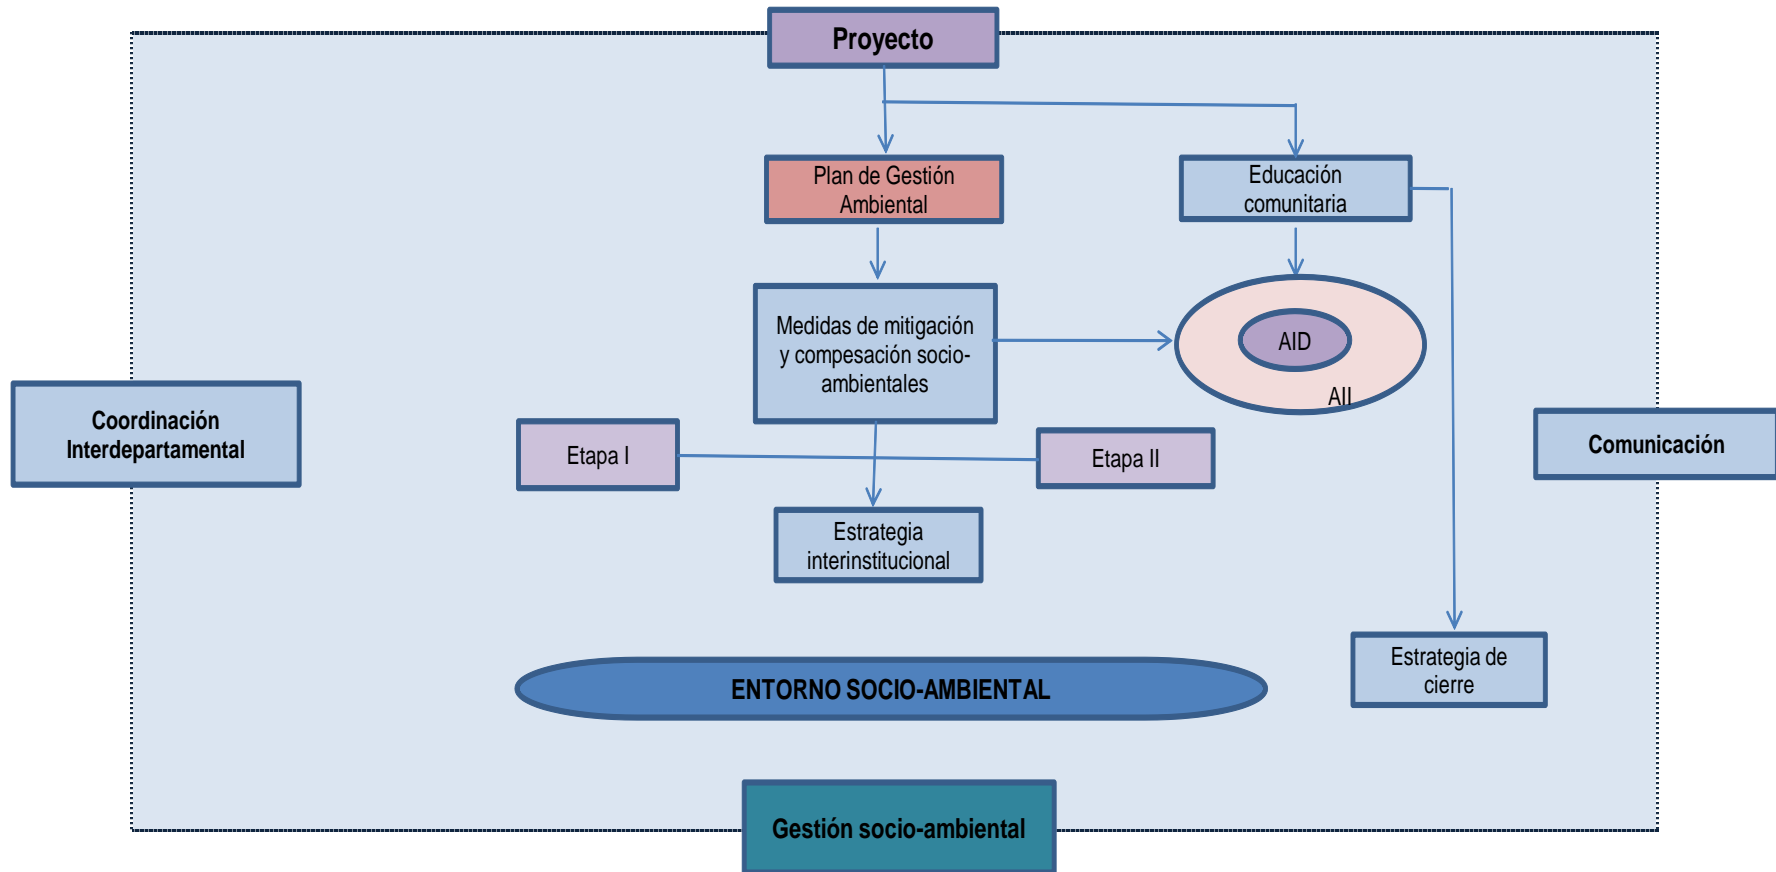 Proyecto
Plan de Gestión
Ambiental
Educación
comunitaria
Medidas de mitigación
y compesación socio-
ambientales
AID
AII
Coordinación
Interdepartamental
Comunicación
Etapa I
Etapa II
Estrategia
interinstitucional
Estrategia de
cierre
ENTORNO SOCIO-AMBIENTAL
Gestión socio-ambiental